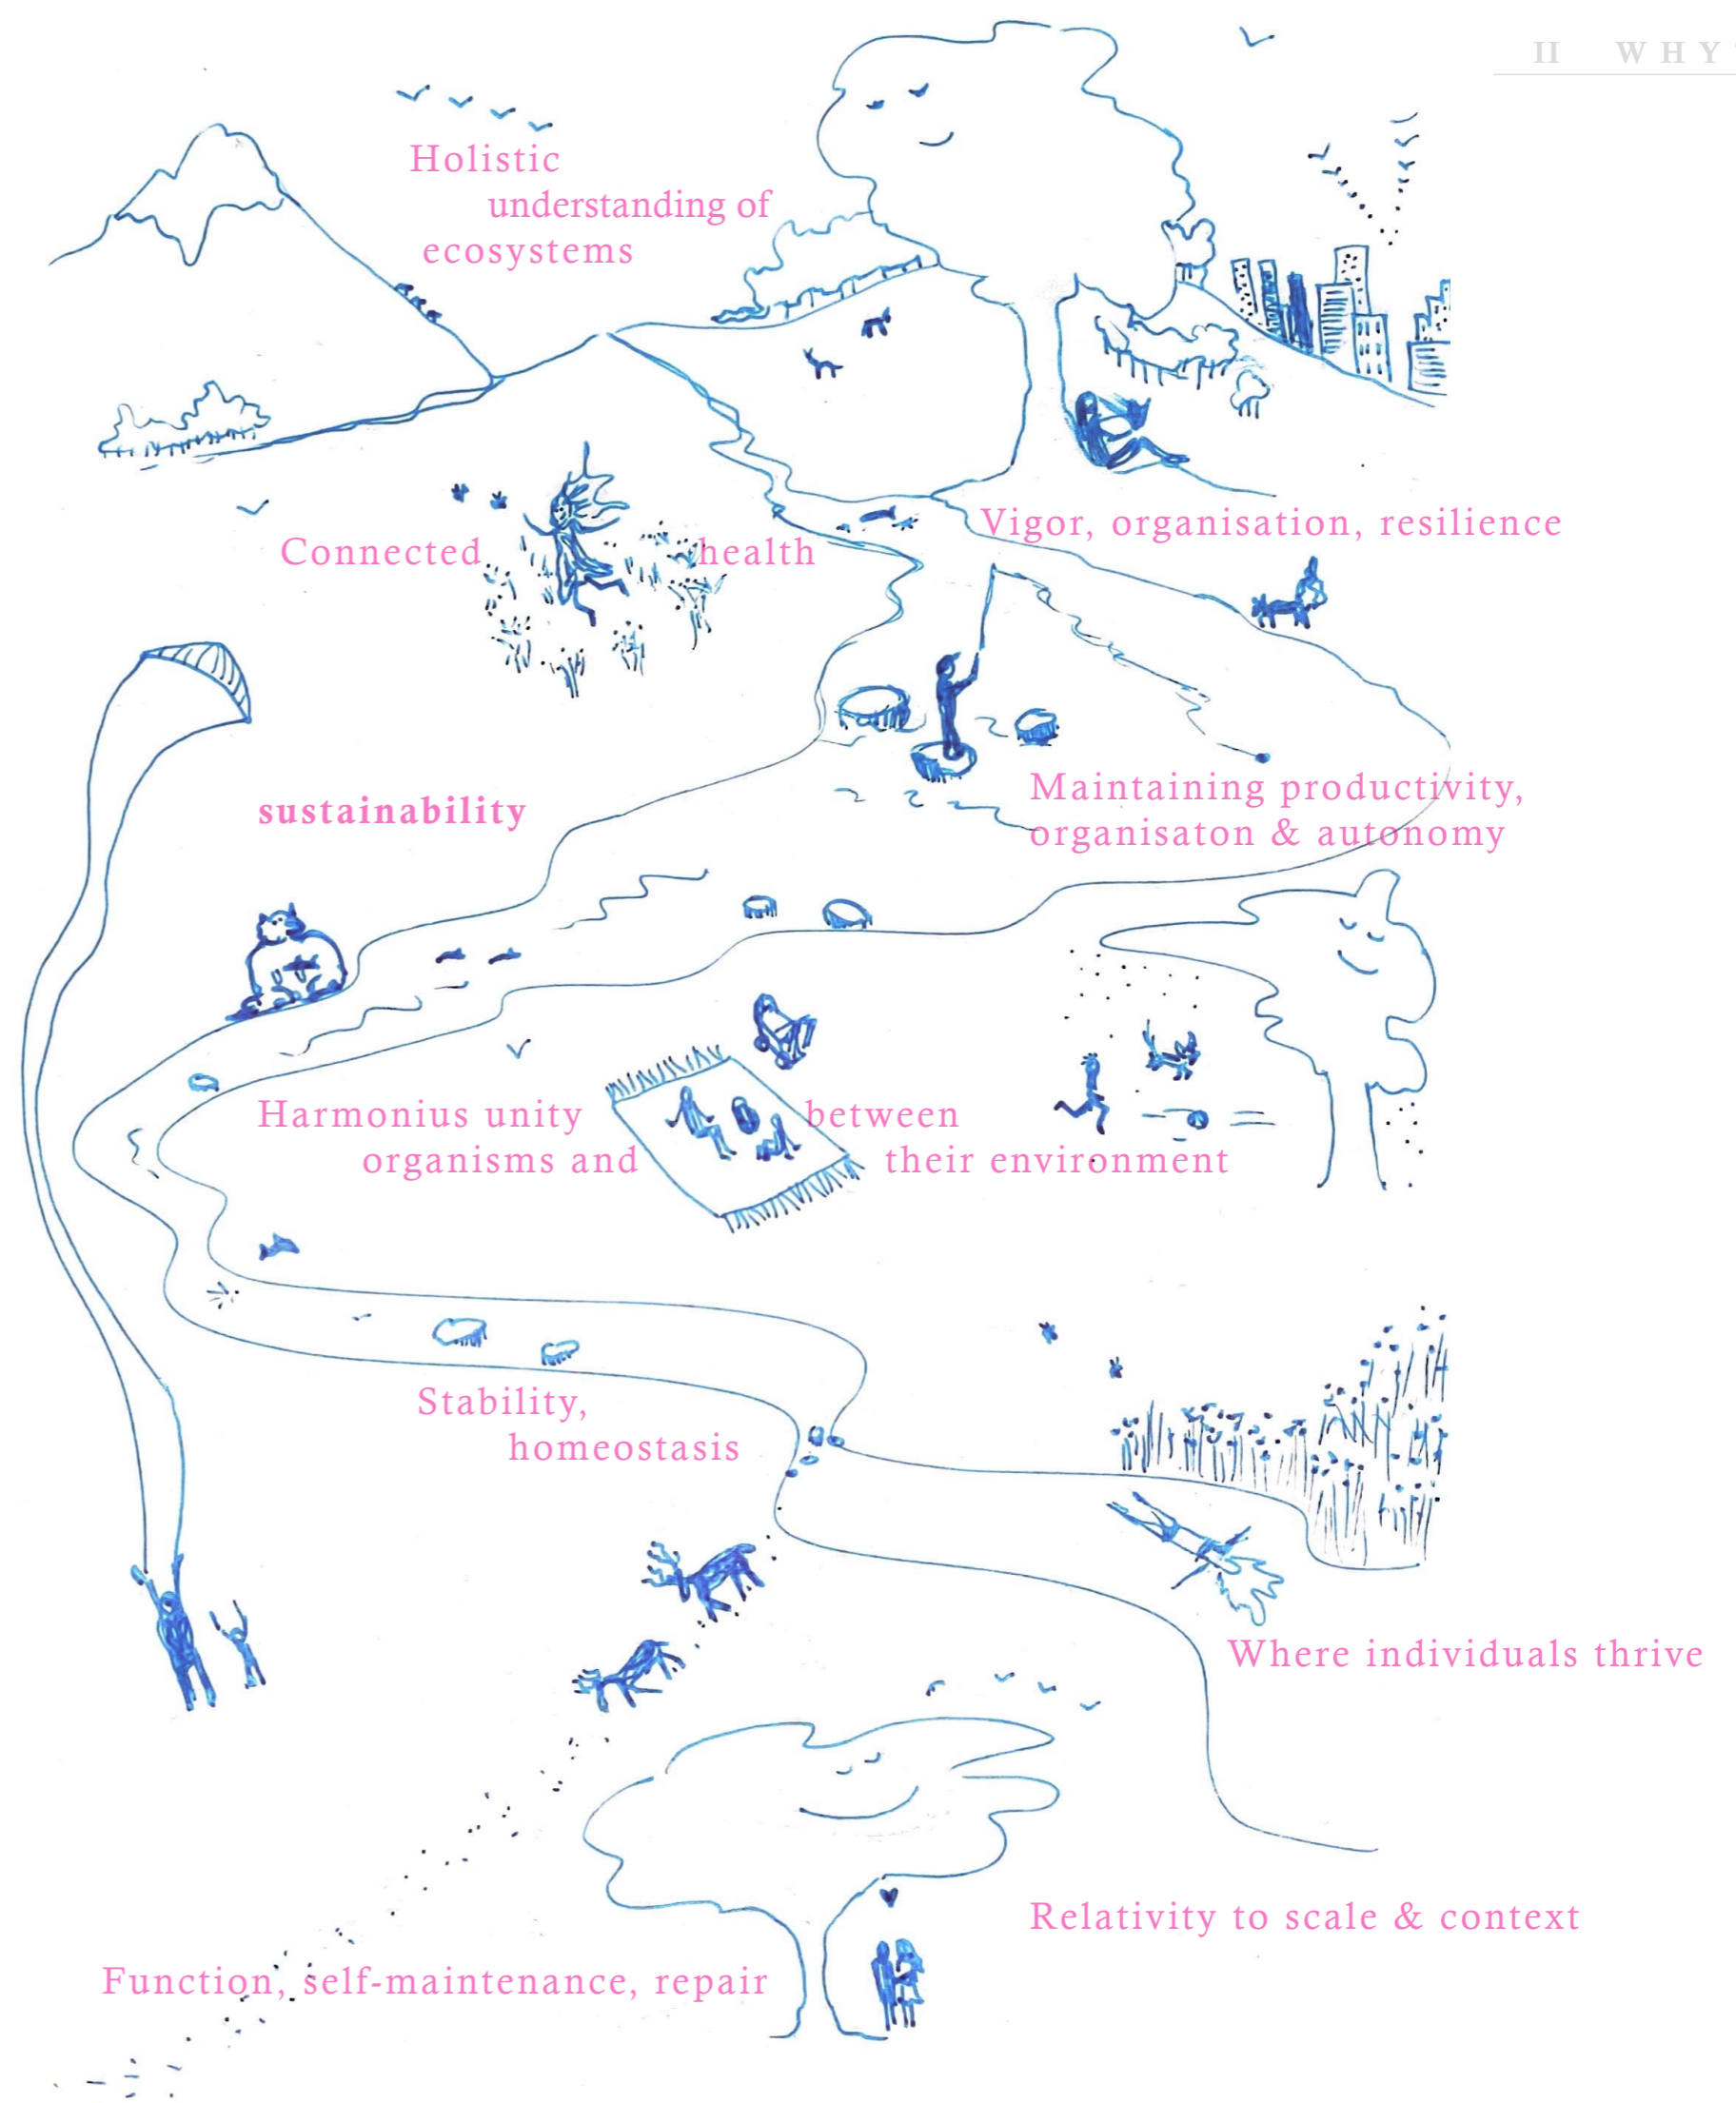 II WHY
Holistic
understanding of
ecosystems
Vigor, organisation, resilience
Connected health
Maintaining productivity,
organisaton & autonomy
sustainability
Harmonius unity between
organisms and their environment
Stability,
homeostasis
Where individuals thrive
Relativity to scale & context
Function, self-maintenance, repair